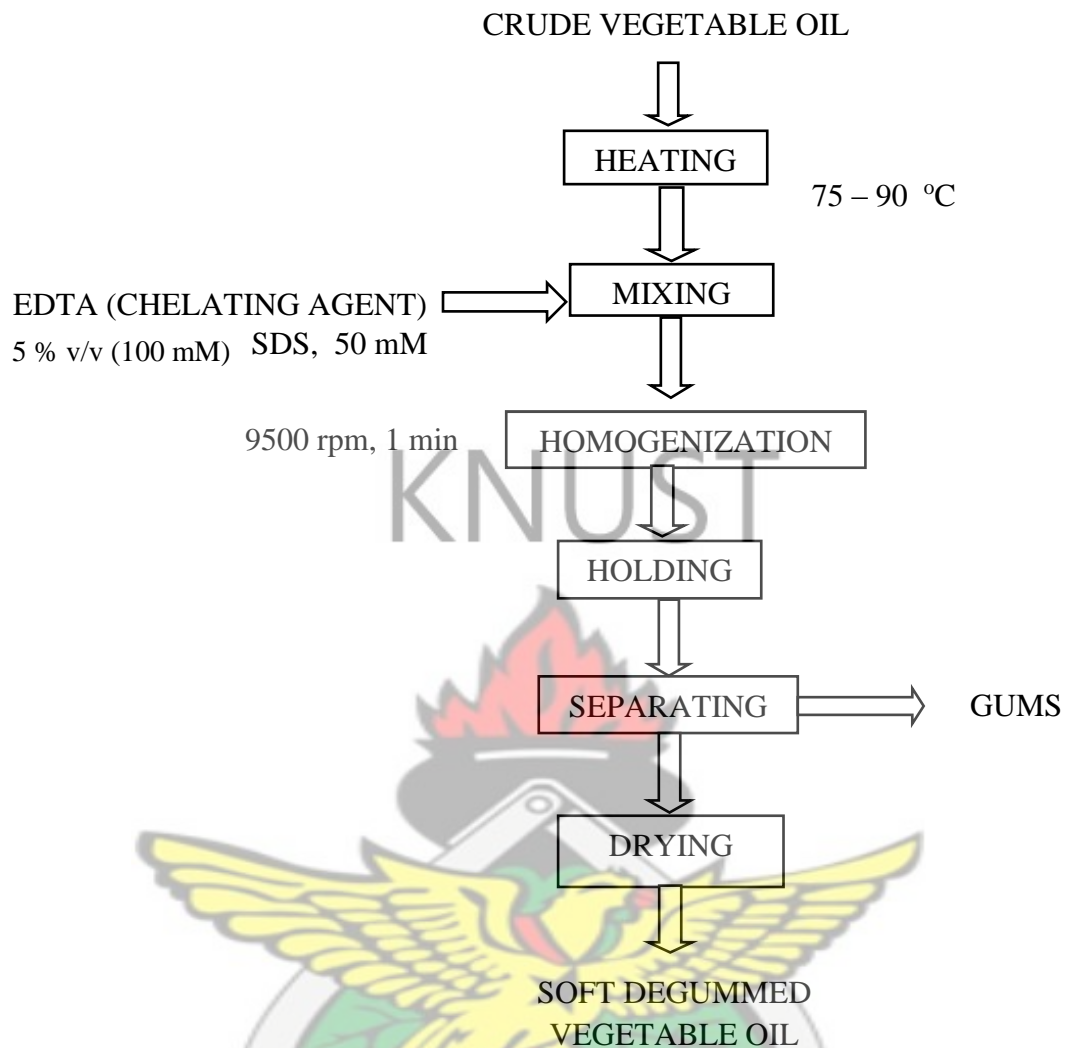 CRUDE VEGETABLE OIL
HEATING
75 – 90 °C
MIXING
EDTA (CHELATING AGENT)
5 % v/v (100 mM) SDS, 50 mM
9500 rpm, 1 min
HOMOGENIZATION
KNUST
HOLDING
SEPARATING
GUMS
DRYING
SOFT DEGUMMED
VEGETABLE OIL